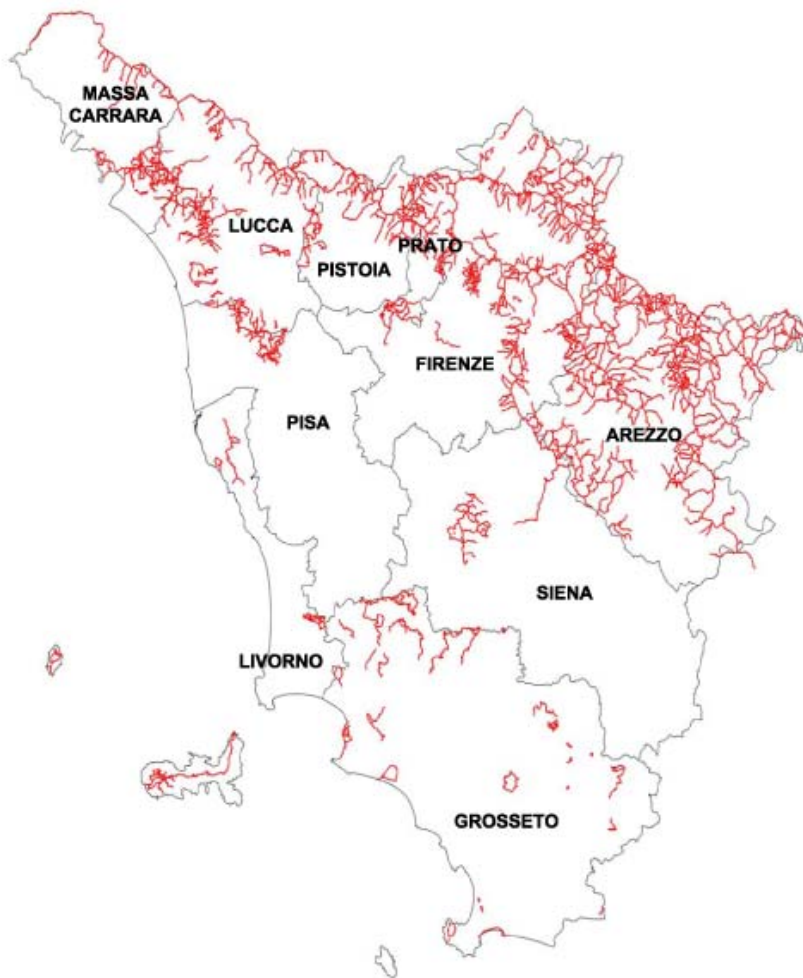 MASSA
CARRARA
LUCCA
PRATO
PISTOIA
FIRENZE
PISA
AREZZO
SIENA
LIVORNO
GROSSETO